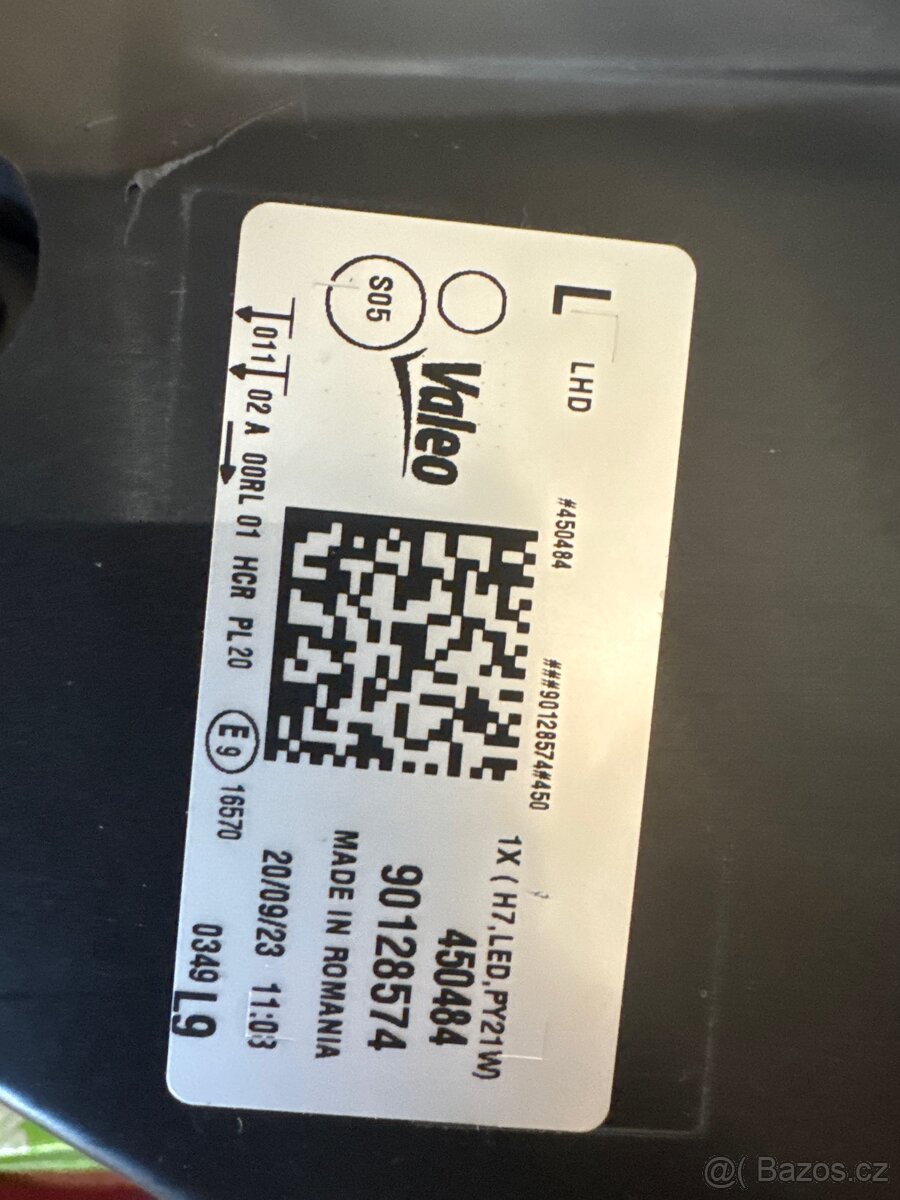 L LHD #450484 ###90128574#450
S05
Valeo
1X ( H7,LED,PY21W)
450484
90128574
MADE IN ROMANIA
20/09/23 11:03
011 02 A 00RL 01 HCR PL20 E9 16570
0349 L9
@( Bazos.cz